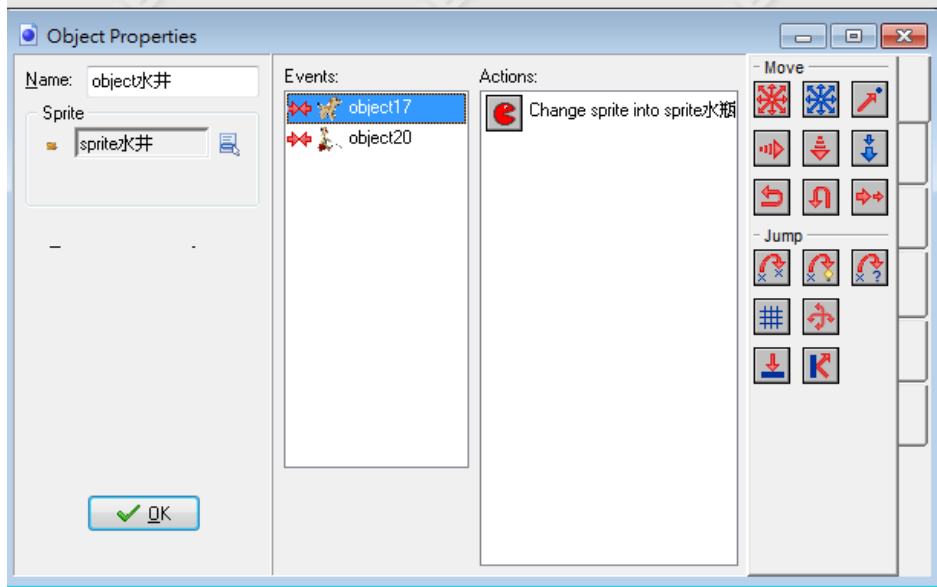 Object Properties
Name: object水井
Sprite
sprite水井
OK
Events:
object17
object20
Actions:
Change sprite into sprite水瓶
Move
Jump